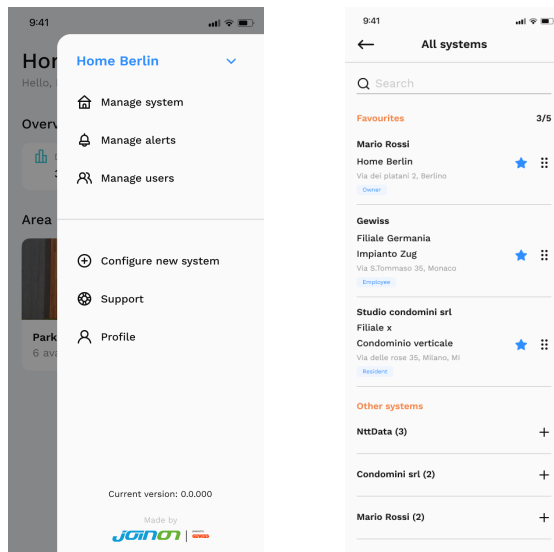 9:41
Home Berlin
Hello,
Manage system
Overv
Manage alerts
Manage users
Area
Configure new system
Support
Profile
Park
6 ava
Current version: 0.0.000
Made by
JOINON
9:41
All systems
Search
Favourites 3/5
Mario Rossi
Home Berlin
Via dei platani 2, Berlino
Owner
Gewiss
Filiale Germania
Impianto Zug
Via S.Tommaso 35, Monaco
Employee
Studio condomini srl
Filiale x
Condominio verticale
Via delle rose 35, Milano, MI
Resident
Other systems
NttData (3)
Condomini srl (2)
Mario Rossi (2)